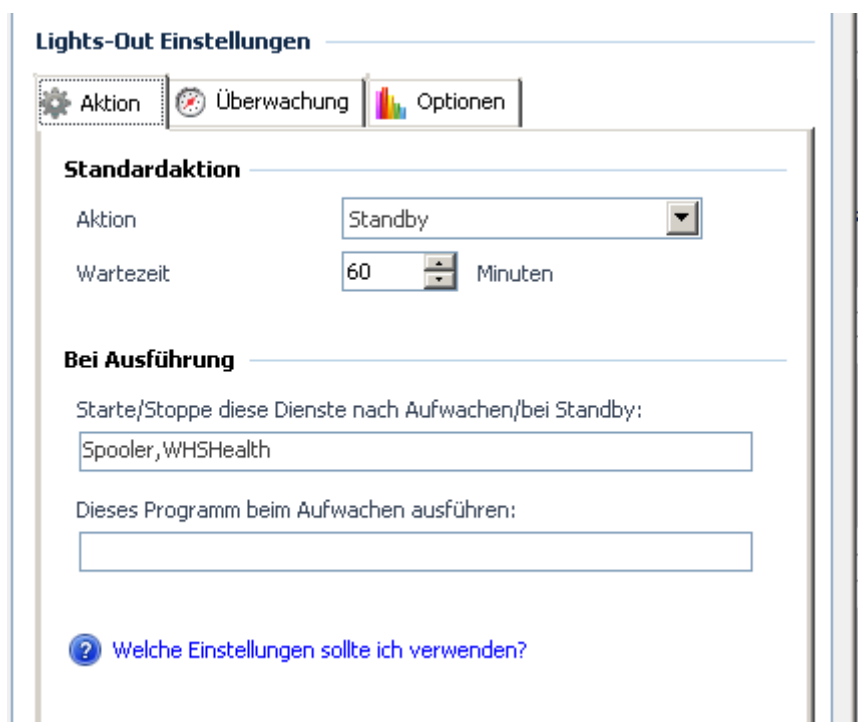 Lights-Out Einstellungen
Aktion Überwachung Optionen
Standardaktion
Aktion Standby
Wartezeit 60 Minuten
Bei Ausführung
Starte/Stoppe diese Dienste nach Aufwachen/bei Standby:
Spooler,WHSHealth
Dieses Programm beim Aufwachen ausführen:
? Welche Einstellungen sollte ich verwenden?